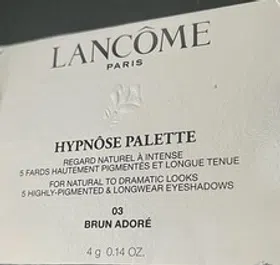 LANCÔME
PARIS
HYPNÔSE PALETTE
REGARD NATUREL À INTENSE
5 FARDS HAUTEMENT PIGMENTÉS ET LONGUE TENUE
FOR NATURAL TO DRAMATIC LOOKS
5 HIGHLY-PIGMENTED & LONGWEAR EYESHADOWS
03
BRUN ADORÉ
4 g 0.14 OZ.